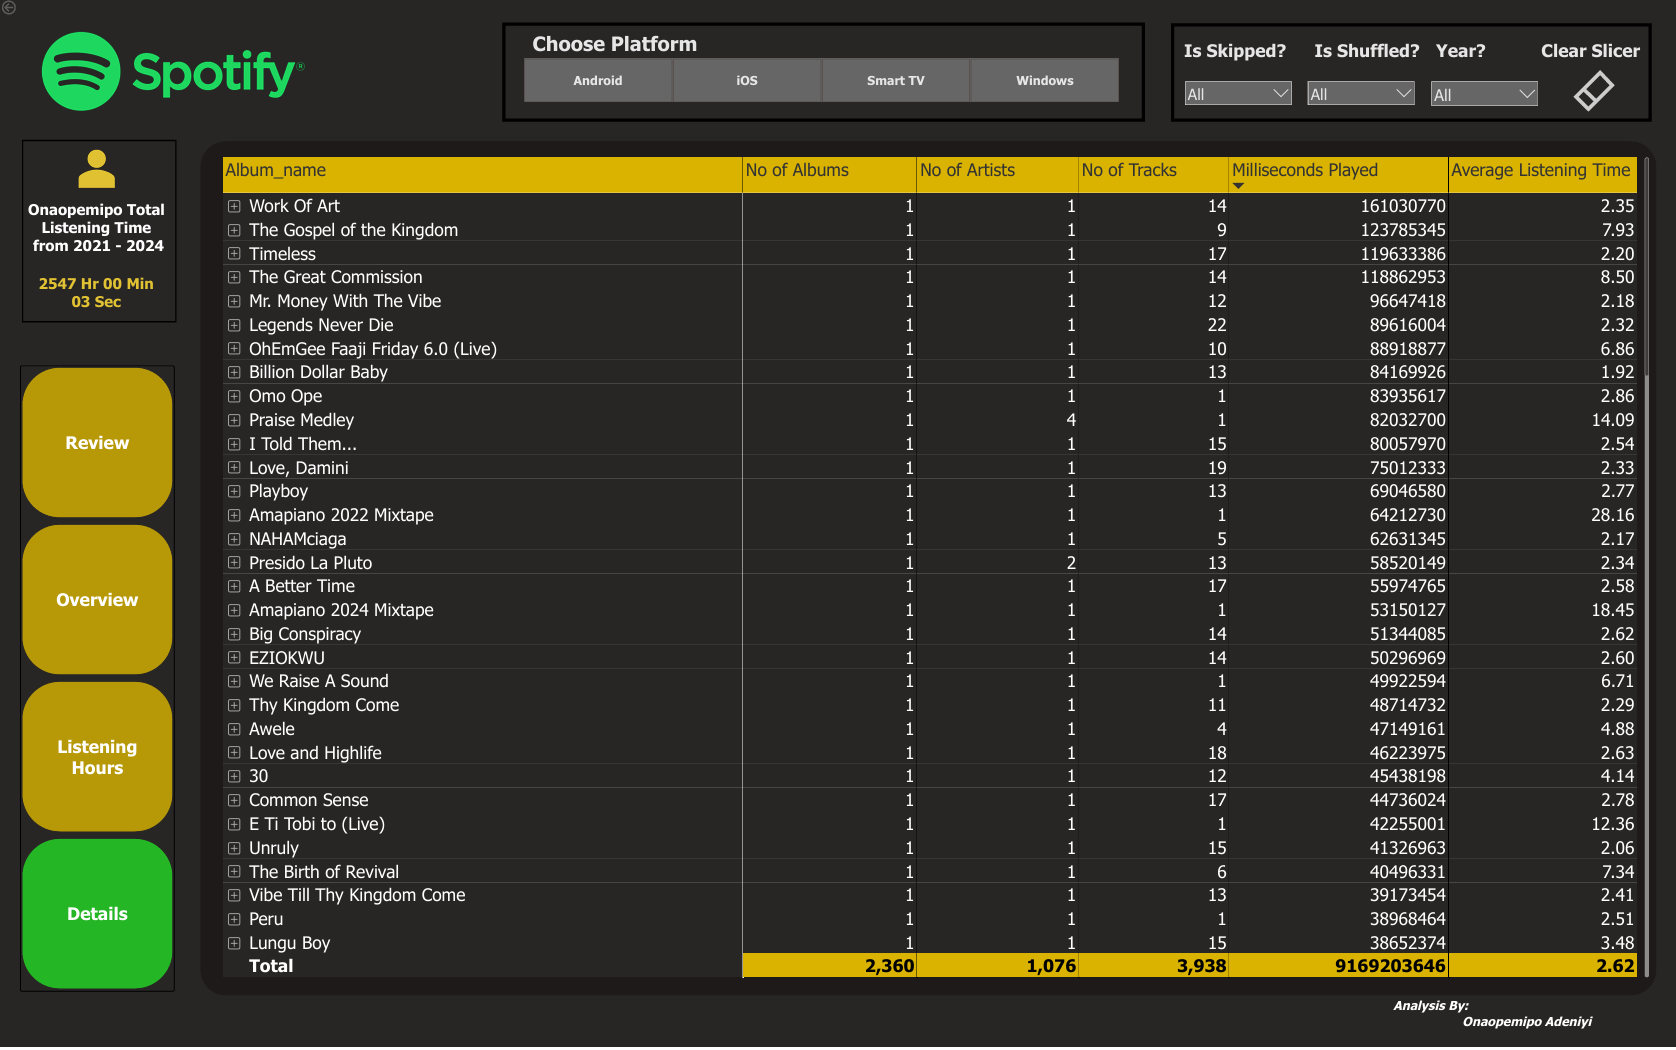 Spotify®
Choose Platform
Android iOS Smart TV Windows
Is Skipped? Is Shuffled? Year? Clear Slicer
All All All
Onaopemipo Total
Listening Time
from 2021 - 2024
2547 Hr 00 Min
03 Sec
Review
Overview
Listening
Hours
Details
Album_name No of Albums No of Artists No of Tracks Milliseconds Played Average Listening Time
Work Of Art 1 1 14 161030770 2.35
The Gospel of the Kingdom 1 1 9 123785345 7.93
Timeless 1 1 17 119633386 2.20
The Great Commission 1 1 14 118862953 8.50
Mr. Money With The Vibe 1 1 12 96647418 2.18
Legends Never Die 1 1 22 89616004 2.32
OhEmGee Faaji Friday 6.0 (Live) 1 1 10 88918877 6.86
Billion Dollar Baby 1 1 13 84169926 1.92
Omo Ope 1 1 1 83935617 2.86
Praise Medley 1 4 1 82032700 14.09
I Told Them... 1 1 15 80057970 2.54
Love, Damini 1 1 19 75012333 2.33
Playboy 1 1 13 69046580 2.77
Amapiano 2022 Mixtape 1 1 1 64212730 28.16
NAHAMciaga 1 1 5 62631345 2.17
Presido La Pluto 1 2 13 58520149 2.34
A Better Time 1 1 17 55974765 2.58
Amapiano 2024 Mixtape 1 1 1 53150127 18.45
Big Conspiracy 1 1 14 51344085 2.62
EZIOKWU 1 1 14 50296969 2.60
We Raise A Sound 1 1 1 49922594 6.71
Thy Kingdom Come 1 1 11 48714732 2.29
Awele 1 1 4 47149161 4.88
Love and Highlife 1 1 18 46223975 2.63
30 1 1 12 45438198 4.14
Common Sense 1 1 17 44736024 2.78
E Ti Tobi to (Live) 1 1 1 42255001 12.36
Unruly 1 1 15 41326963 2.06
The Birth of Revival 1 1 6 40496331 7.34
Vibe Till Thy Kingdom Come 1 1 13 39173454 2.41
Peru 1 1 1 38968464 2.51
Lungu Boy 1 1 15 38652374 3.48
Total 2,360 1,076 3,938 9169203646 2.62
Analysis By:
Onaopemipo Adeniyi